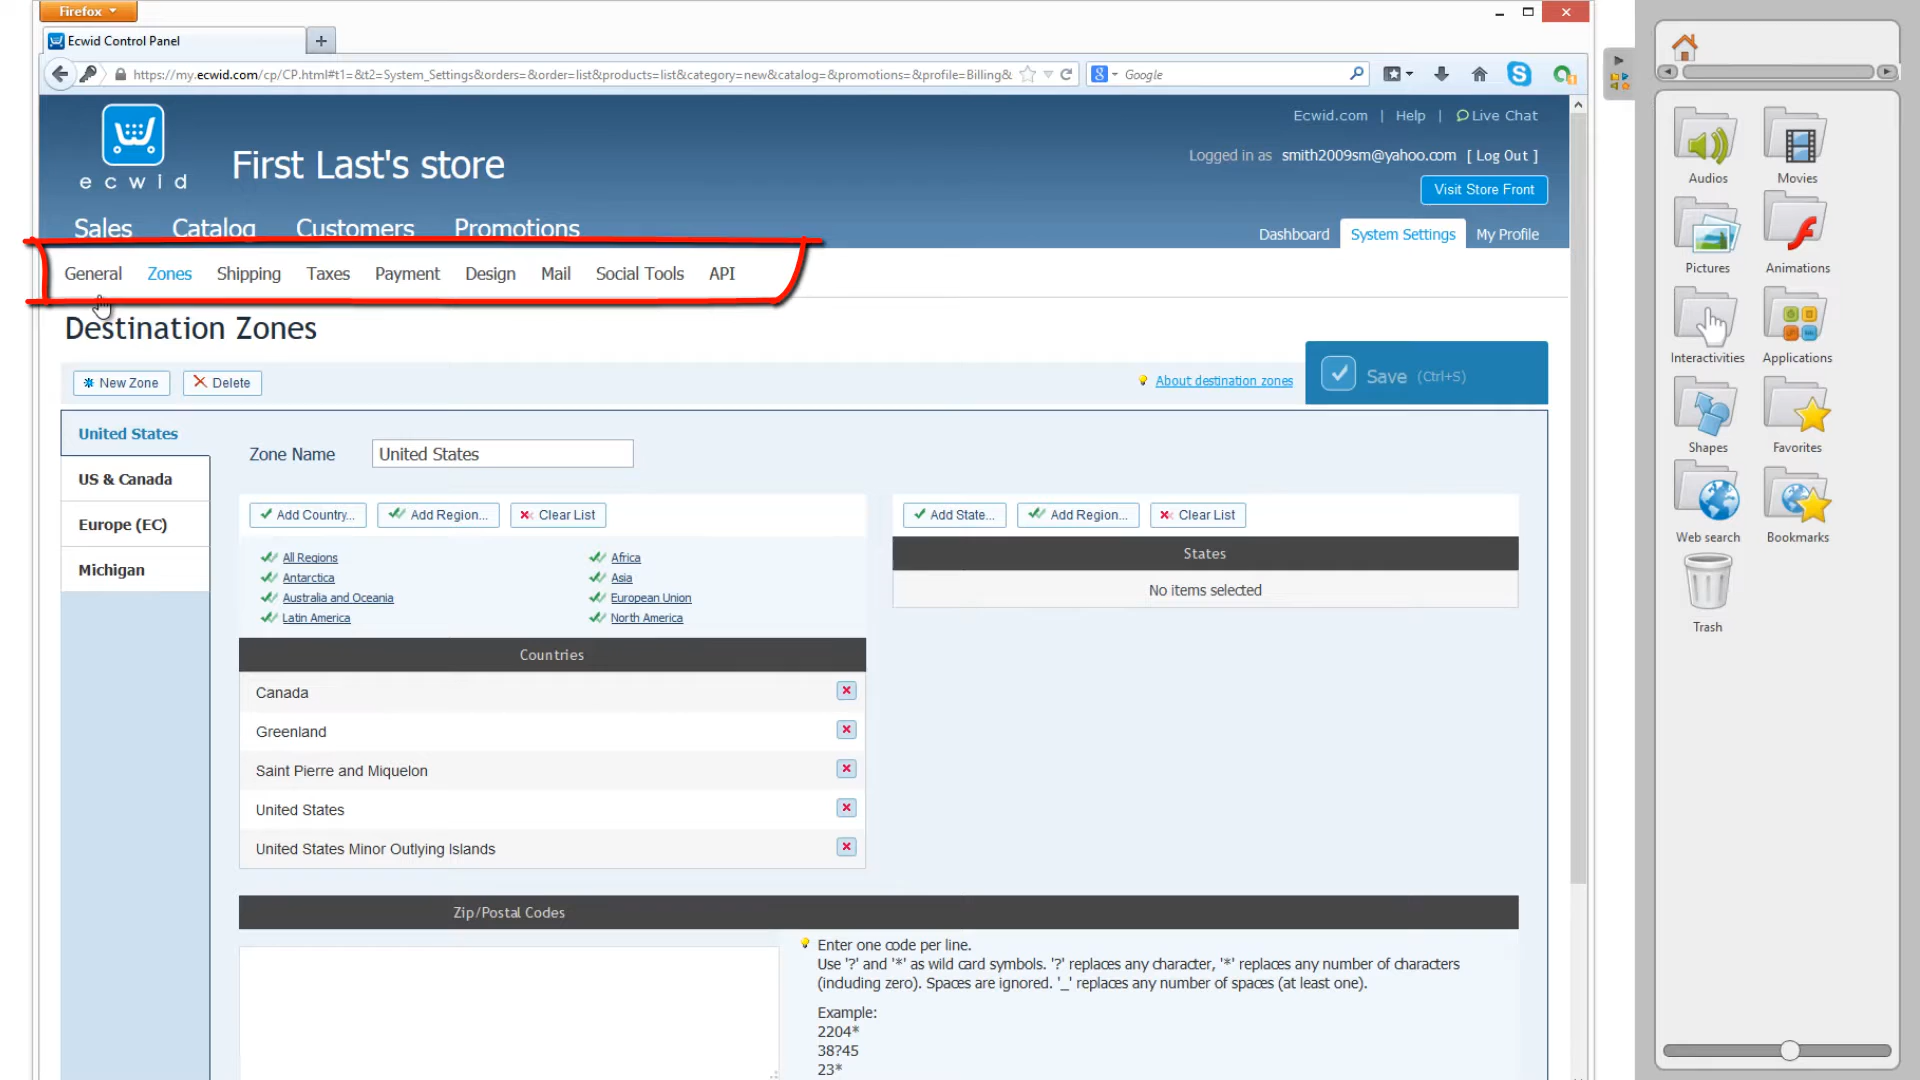 Firefox
Ecwid Control Panel
https://my.ecwid.com/cp/CP.html#t1=&t2=System_Settings&orders=&order=list&products=list&category=new&catalog=&promotions=&profile=Billing&
Google
ecwid
First Last's store
Ecwid.com | Help | Live Chat
Logged in as smith2009sm@yahoo.com [ Log Out ]
Visit Store Front
Sales Catalog Customers Promotions
Dashboard System Settings My Profile
General Zones Shipping Taxes Payment Design Mail Social Tools API
Destination Zones
New Zone Delete
About destination zones
Save (Ctrl+S)
United States
US & Canada
Europe (EC)
Michigan
Zone Name United States
Add Country... Add Region... Clear List
All Regions Africa
Antarctica Asia
Australia and Oceania European Union
Latin America North America
Countries
Canada
Greenland
Saint Pierre and Miquelon
United States
United States Minor Outlying Islands
Add State... Add Region... Clear List
States
No items selected
Zip/Postal Codes
Enter one code per line.
Use '?' and '*' as wild card symbols. '?' replaces any character, '*' replaces any number of characters
(including zero). Spaces are ignored. '_' replaces any number of spaces (at least one).
Example:
2204*
38?45
23*
Audios Movies
Pictures Animations
Interactivities Applications
Shapes Favorites
Web search Bookmarks
Trash